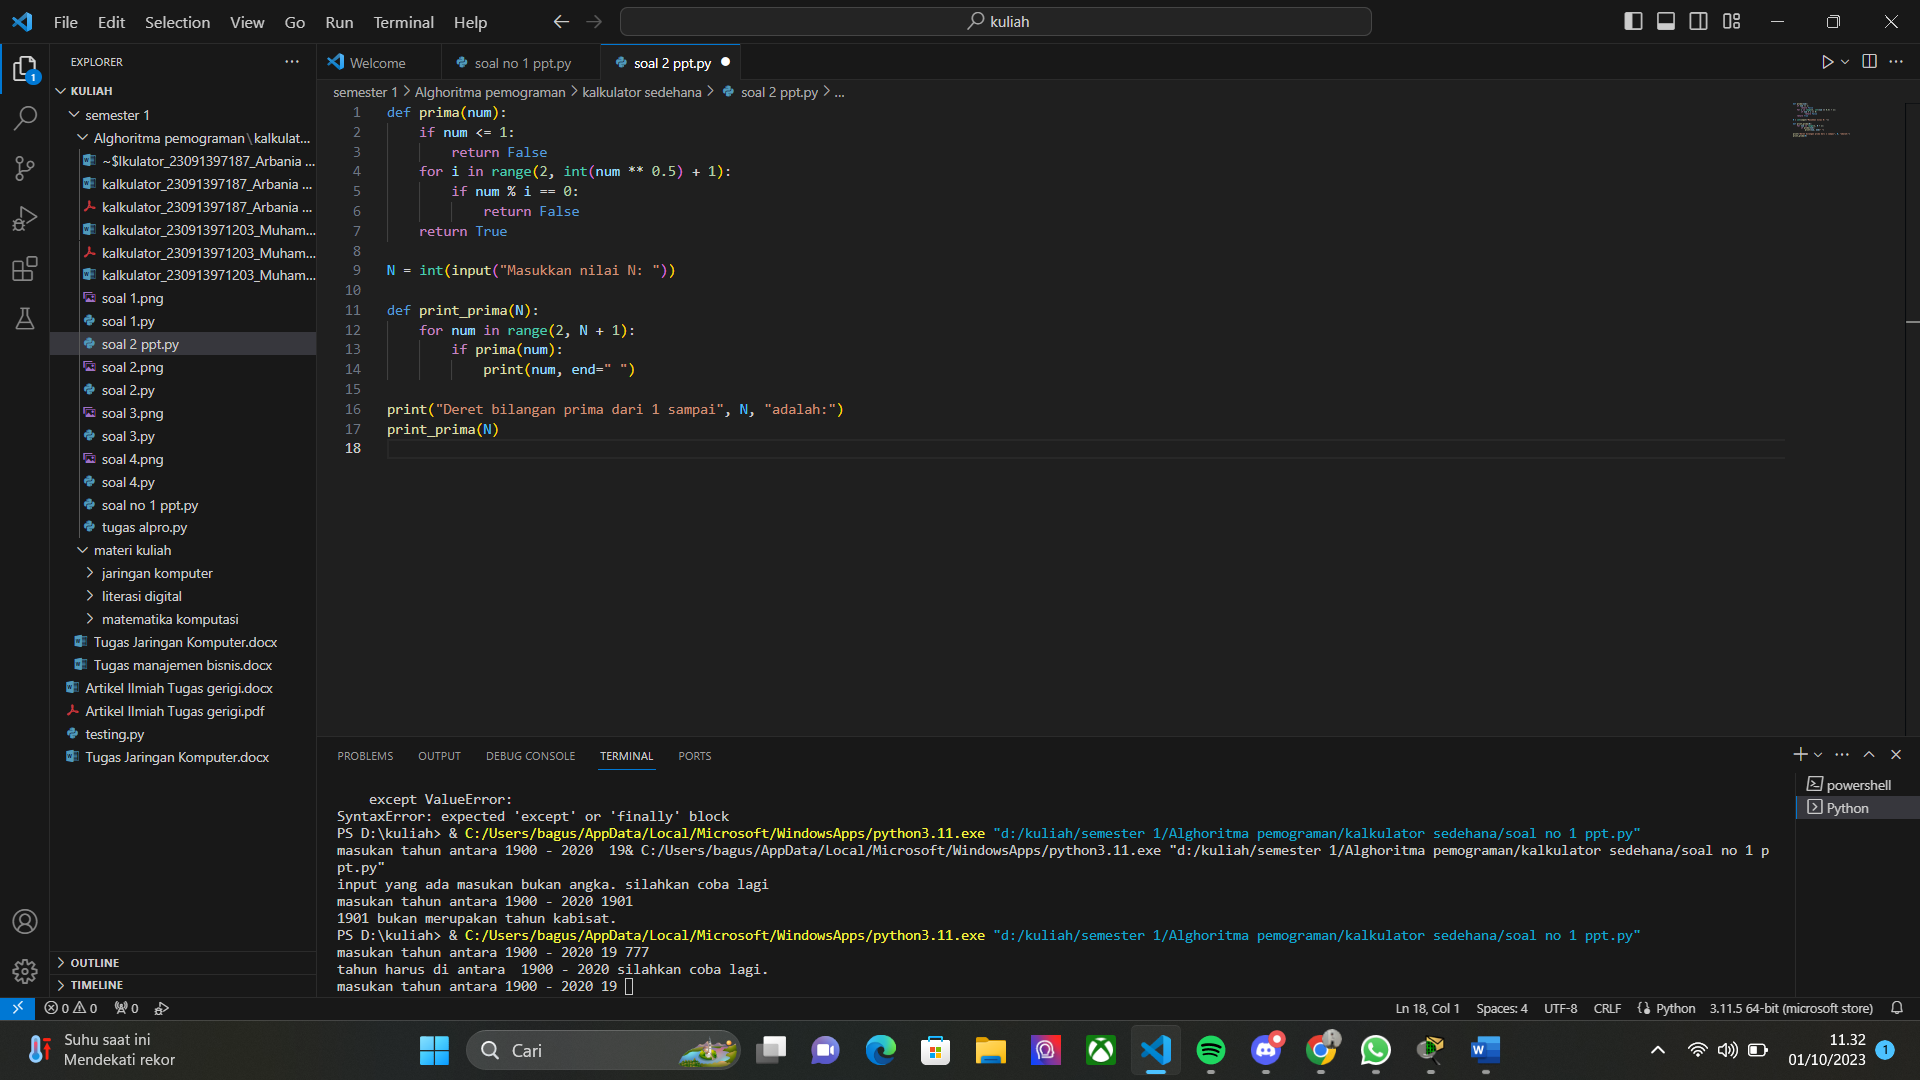 File Edit Selection View Go Run Terminal Help
kuliah
EXPLORER
Welcome
soal no 1 ppt.py
soal 2 ppt.py
semester 1 > Alghoritma pemograman > kalkulator sedehana > soal 2 ppt.py > ...
1
KULIAH
semester 1
Alghoritma pemograman \ kalkulat...
~$lkulator_23091397187_Arbania ...
kalkulator_23091397187_Arbania ...
kalkulator_23091397187_Arbania ...
kalkulator_230913971203_Muham...
kalkulator_230913971203_Muham...
kalkulator_230913971203_Muham...
soal 1.png
soal 1.py
soal 2 ppt.py
soal 2.png
soal 2.py
soal 3.png
soal 3.py
soal 4.png
soal 4.py
soal no 1 ppt.py
tugas alpro.py
materi kuliah
jaringan komputer
literasi digital
matematika komputasi
Tugas Jaringan Komputer.docx
Tugas manajemen bisnis.docx
Artikel Ilmiah Tugas gerigi.docx
Artikel Ilmiah Tugas gerigi.pdf
testing.py
Tugas Jaringan Komputer.docx
OUTLINE
TIMELINE
1 def prima(num):
2 if num <= 1:
3 return False
4 for i in range(2, int(num ** 0.5) + 1):
5 if num % i == 0:
6 return False
7 return True
8
9 N = int(input("Masukkan nilai N: "))
10
11 def print_prima(N):
12 for num in range(2, N + 1):
13 if prima(num):
14 print(num, end=" ")
15
16 print("Deret bilangan prima dari 1 sampai", N, "adalah:")
17 print_prima(N)
18
PROBLEMS OUTPUT DEBUG CONSOLE TERMINAL PORTS
powershell
Python
except ValueError:
SyntaxError: expected 'except' or 'finally' block
PS D:\kuliah> & C:/Users/bagus/AppData/Local/Microsoft/WindowsApps/python3.11.exe "d:/kuliah/semester 1/Alghoritma pemograman/kalkulator sedehana/soal no 1 ppt.py"
masukan tahun antara 1900 - 2020  19& C:/Users/bagus/AppData/Local/Microsoft/WindowsApps/python3.11.exe "d:/kuliah/semester 1/Alghoritma pemograman/kalkulator sedehana/soal no 1 p
pt.py"
input yang ada masukan bukan angka. silahkan coba lagi
masukan tahun antara 1900 - 2020 1901
1901 bukan merupakan tahun kabisat.
PS D:\kuliah> & C:/Users/bagus/AppData/Local/Microsoft/WindowsApps/python3.11.exe "d:/kuliah/semester 1/Alghoritma pemograman/kalkulator sedehana/soal no 1 ppt.py"
masukan tahun antara 1900 - 2020 19 777
tahun harus di antara  1900 - 2020 silahkan coba lagi.
masukan tahun antara 1900 - 2020 19
0 0 0
Ln 18, Col 1 Spaces: 4 UTF-8 CRLF Python 3.11.5 64-bit (microsoft store)
Suhu saat ini
Mendekati rekor
Cari
11.32
01/10/2023
1